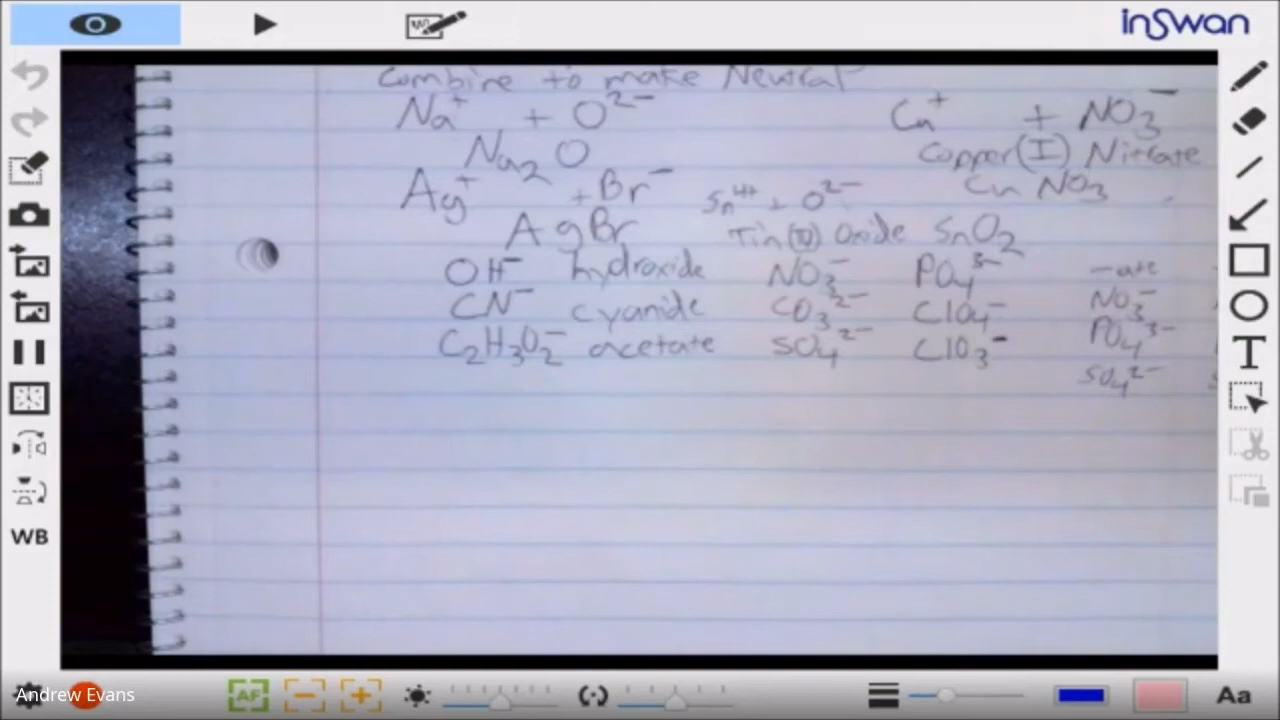 inSwan
Combine to make Neutral
Na⁺ + O²⁻ Cu⁺ + NO₃⁻
Na₂O Copper(I) Nitrate
Ag⁺ + Br⁻ Sn⁴⁺ + O²⁻ CuNO₃
AgBr Tin(IV) Oxide SnO₂
OH⁻ hydroxide NO₃⁻ PO₄³⁻ -ate
CN⁻ cyanide CO₃²⁻ ClO₄⁻ NO₃⁻
C₂H₃O₂⁻ acetate SO₄²⁻ ClO₃⁻ PO₄³⁻
SO₄²⁻
WB
T
Andrew Evans
AF
Aa